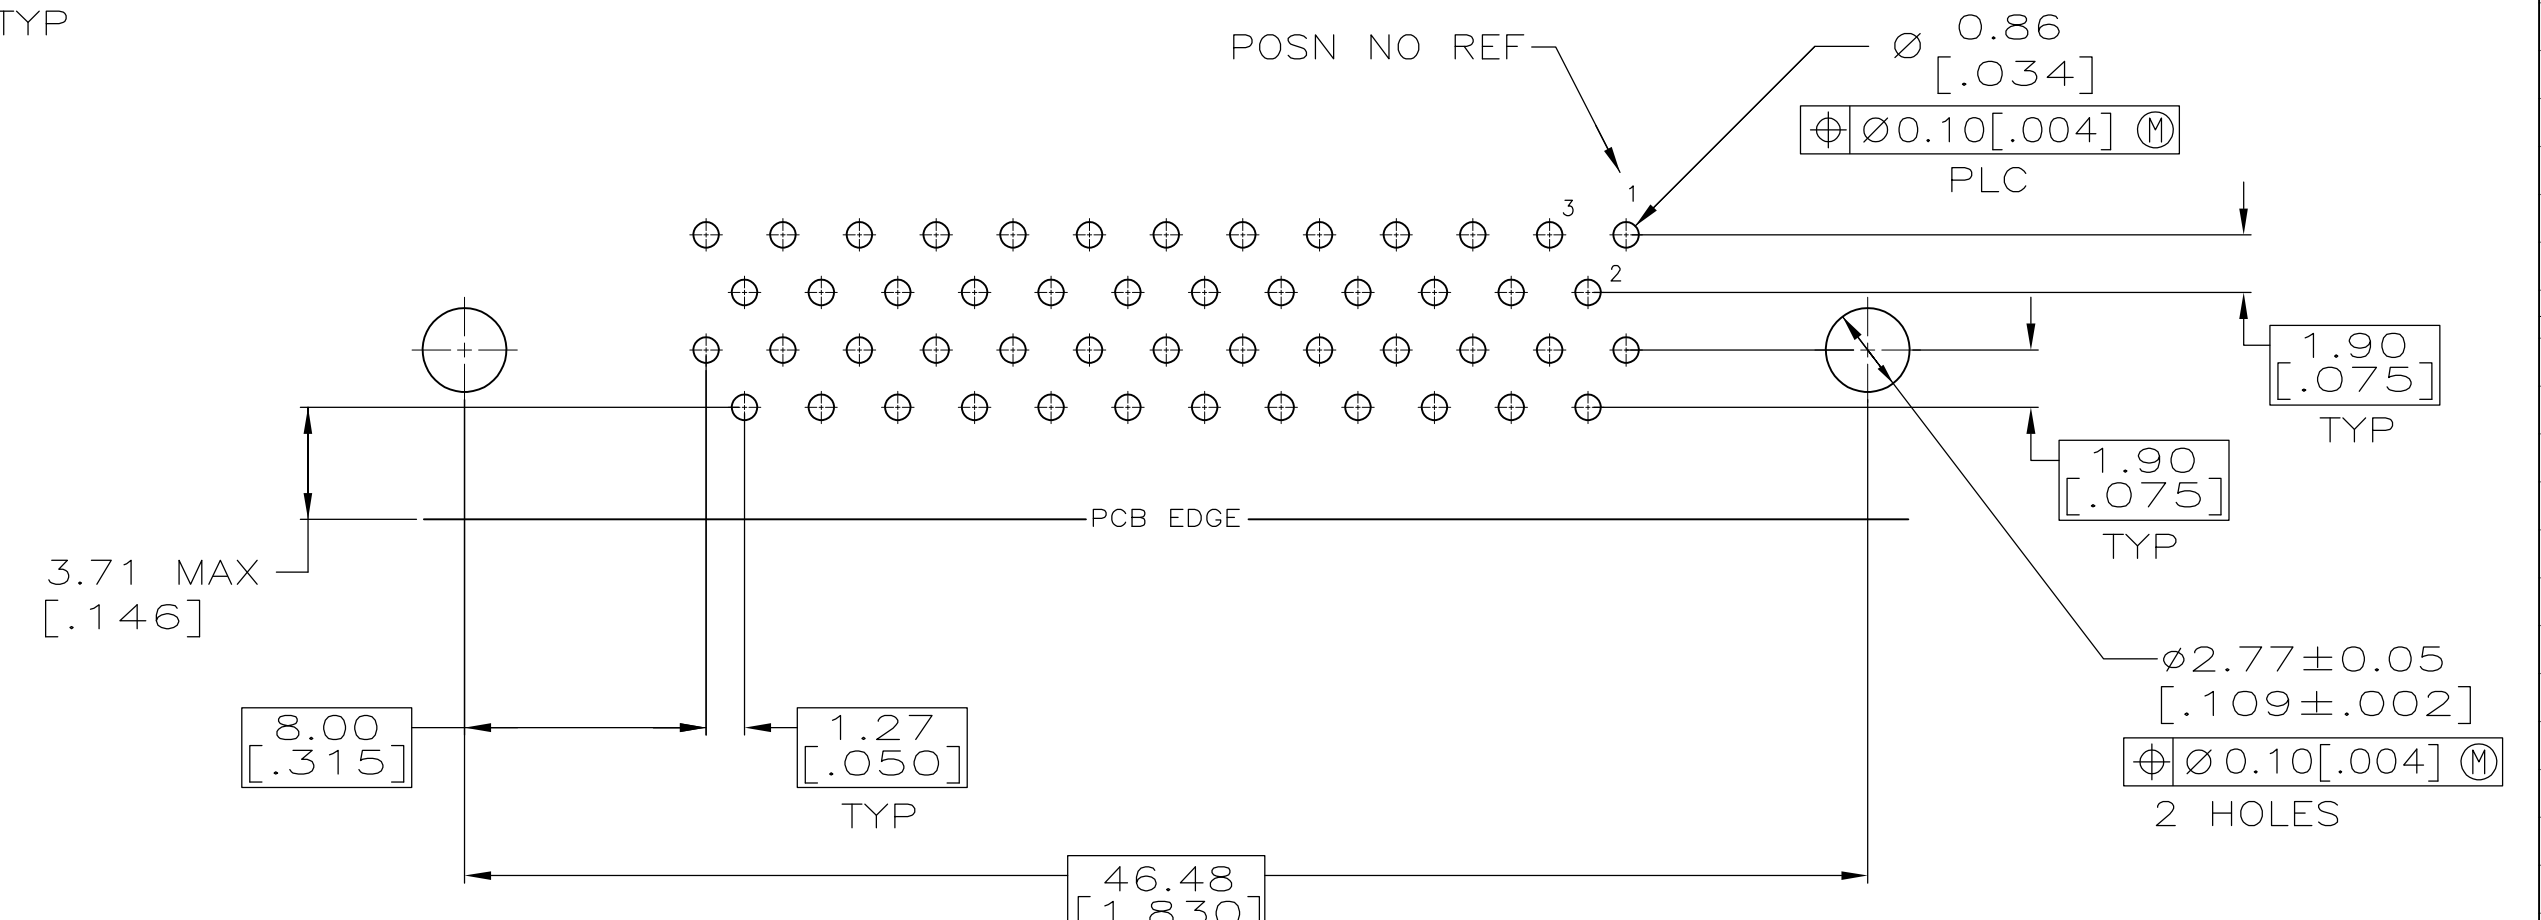 TYP
POSN NO REF
Ø 0.86
[.034]
⌖ Ø0.10[.004] Ⓜ
PLC
1
3
2
1.90
[.075]
TYP
1.90
[.075]
TYP
PCB EDGE
3.71 MAX
[.146]
Ø2.77±0.05
[.109±.002]
⌖ Ø0.10[.004] Ⓜ
2 HOLES
8.00
[.315]
1.27
[.050]
TYP
46.48
[1.830]